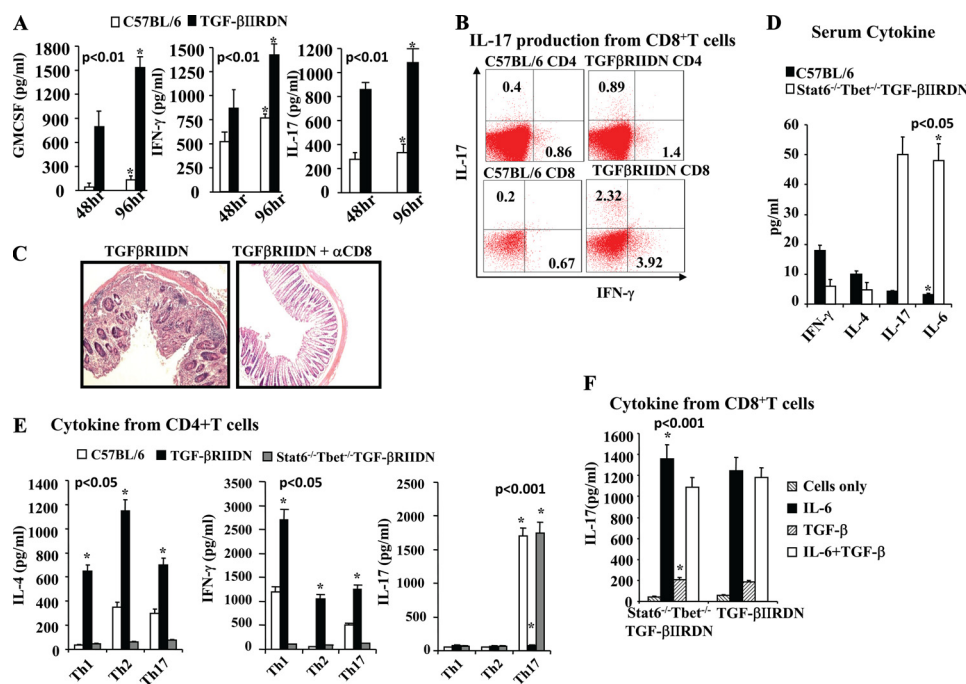 A
C57BL/6 TGF-βIIRDN
p<0.01
GMCSF (pg/ml)
1800
1500
1200
900
600
300
0
*
*
48hr
96hr
p<0.01
IFN-γ (pg/ml)
1500
1200
900
600
300
0
*
*
48hr
96hr
p<0.01
IL-17 (pg/ml)
1200
1000
800
600
400
200
0
*
*
48hr
96hr
B
IL-17 production from CD8+T cells
C57BL/6 CD4
TGFβRIIDN CD4
0.4
0.86
0.89
1.4
C57BL/6 CD8
TGFβRIIDN CD8
0.2
0.67
2.32
3.92
IL-17
IFN-γ
C
TGFβRIIDN
TGFβRIIDN + αCD8
D
Serum Cytokine
C57BL/6
Stat6-/-Tbet-/-TGF-βIIRDN
p<0.05
pg/ml
60
50
40
30
20
10
0
*
*
IFN-γ
IL-4
IL-17
IL-6
E
Cytokine from CD4+T cells
C57BL/6 TGF-βRIIDN Stat6-/-Tbet-/-TGF-βRIIDN
p<0.05
IL-4 (pg/ml)
1400
1200
1000
800
600
400
200
0
*
*
*
Th1
Th2
Th17
p<0.05
IFN-γ (pg/ml)
3500
3000
2500
2000
1500
1000
500
0
*
*
*
Th1
Th2
Th17
p<0.001
IL-17 (pg/ml)
2000
1500
1000
500
0
*
*
*
Th1
Th2
Th17
F
Cytokine from CD8+T cells
p<0.001
IL-17(pg/ml)
1600
1400
1200
1000
800
600
400
200
0
*
*
Cells only
IL-6
TGF-β
IL-6+TGF-β
Stat6-/-Tbet-/-
TGF-βIIRDN
TGF-βIIRDN